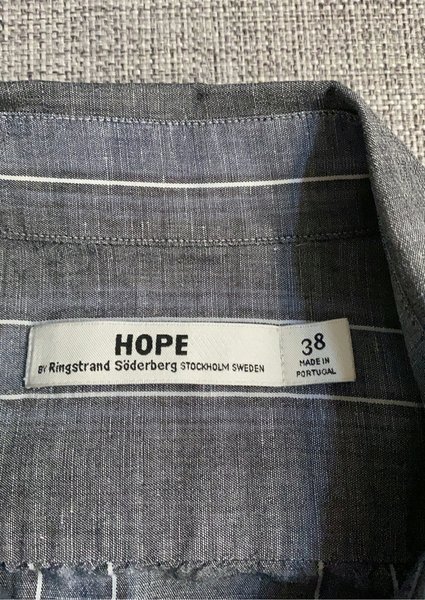 HOPE
BY Ringstrand Söderberg STOCKHOLM SWEDEN
38
MADE IN
PORTUGAL